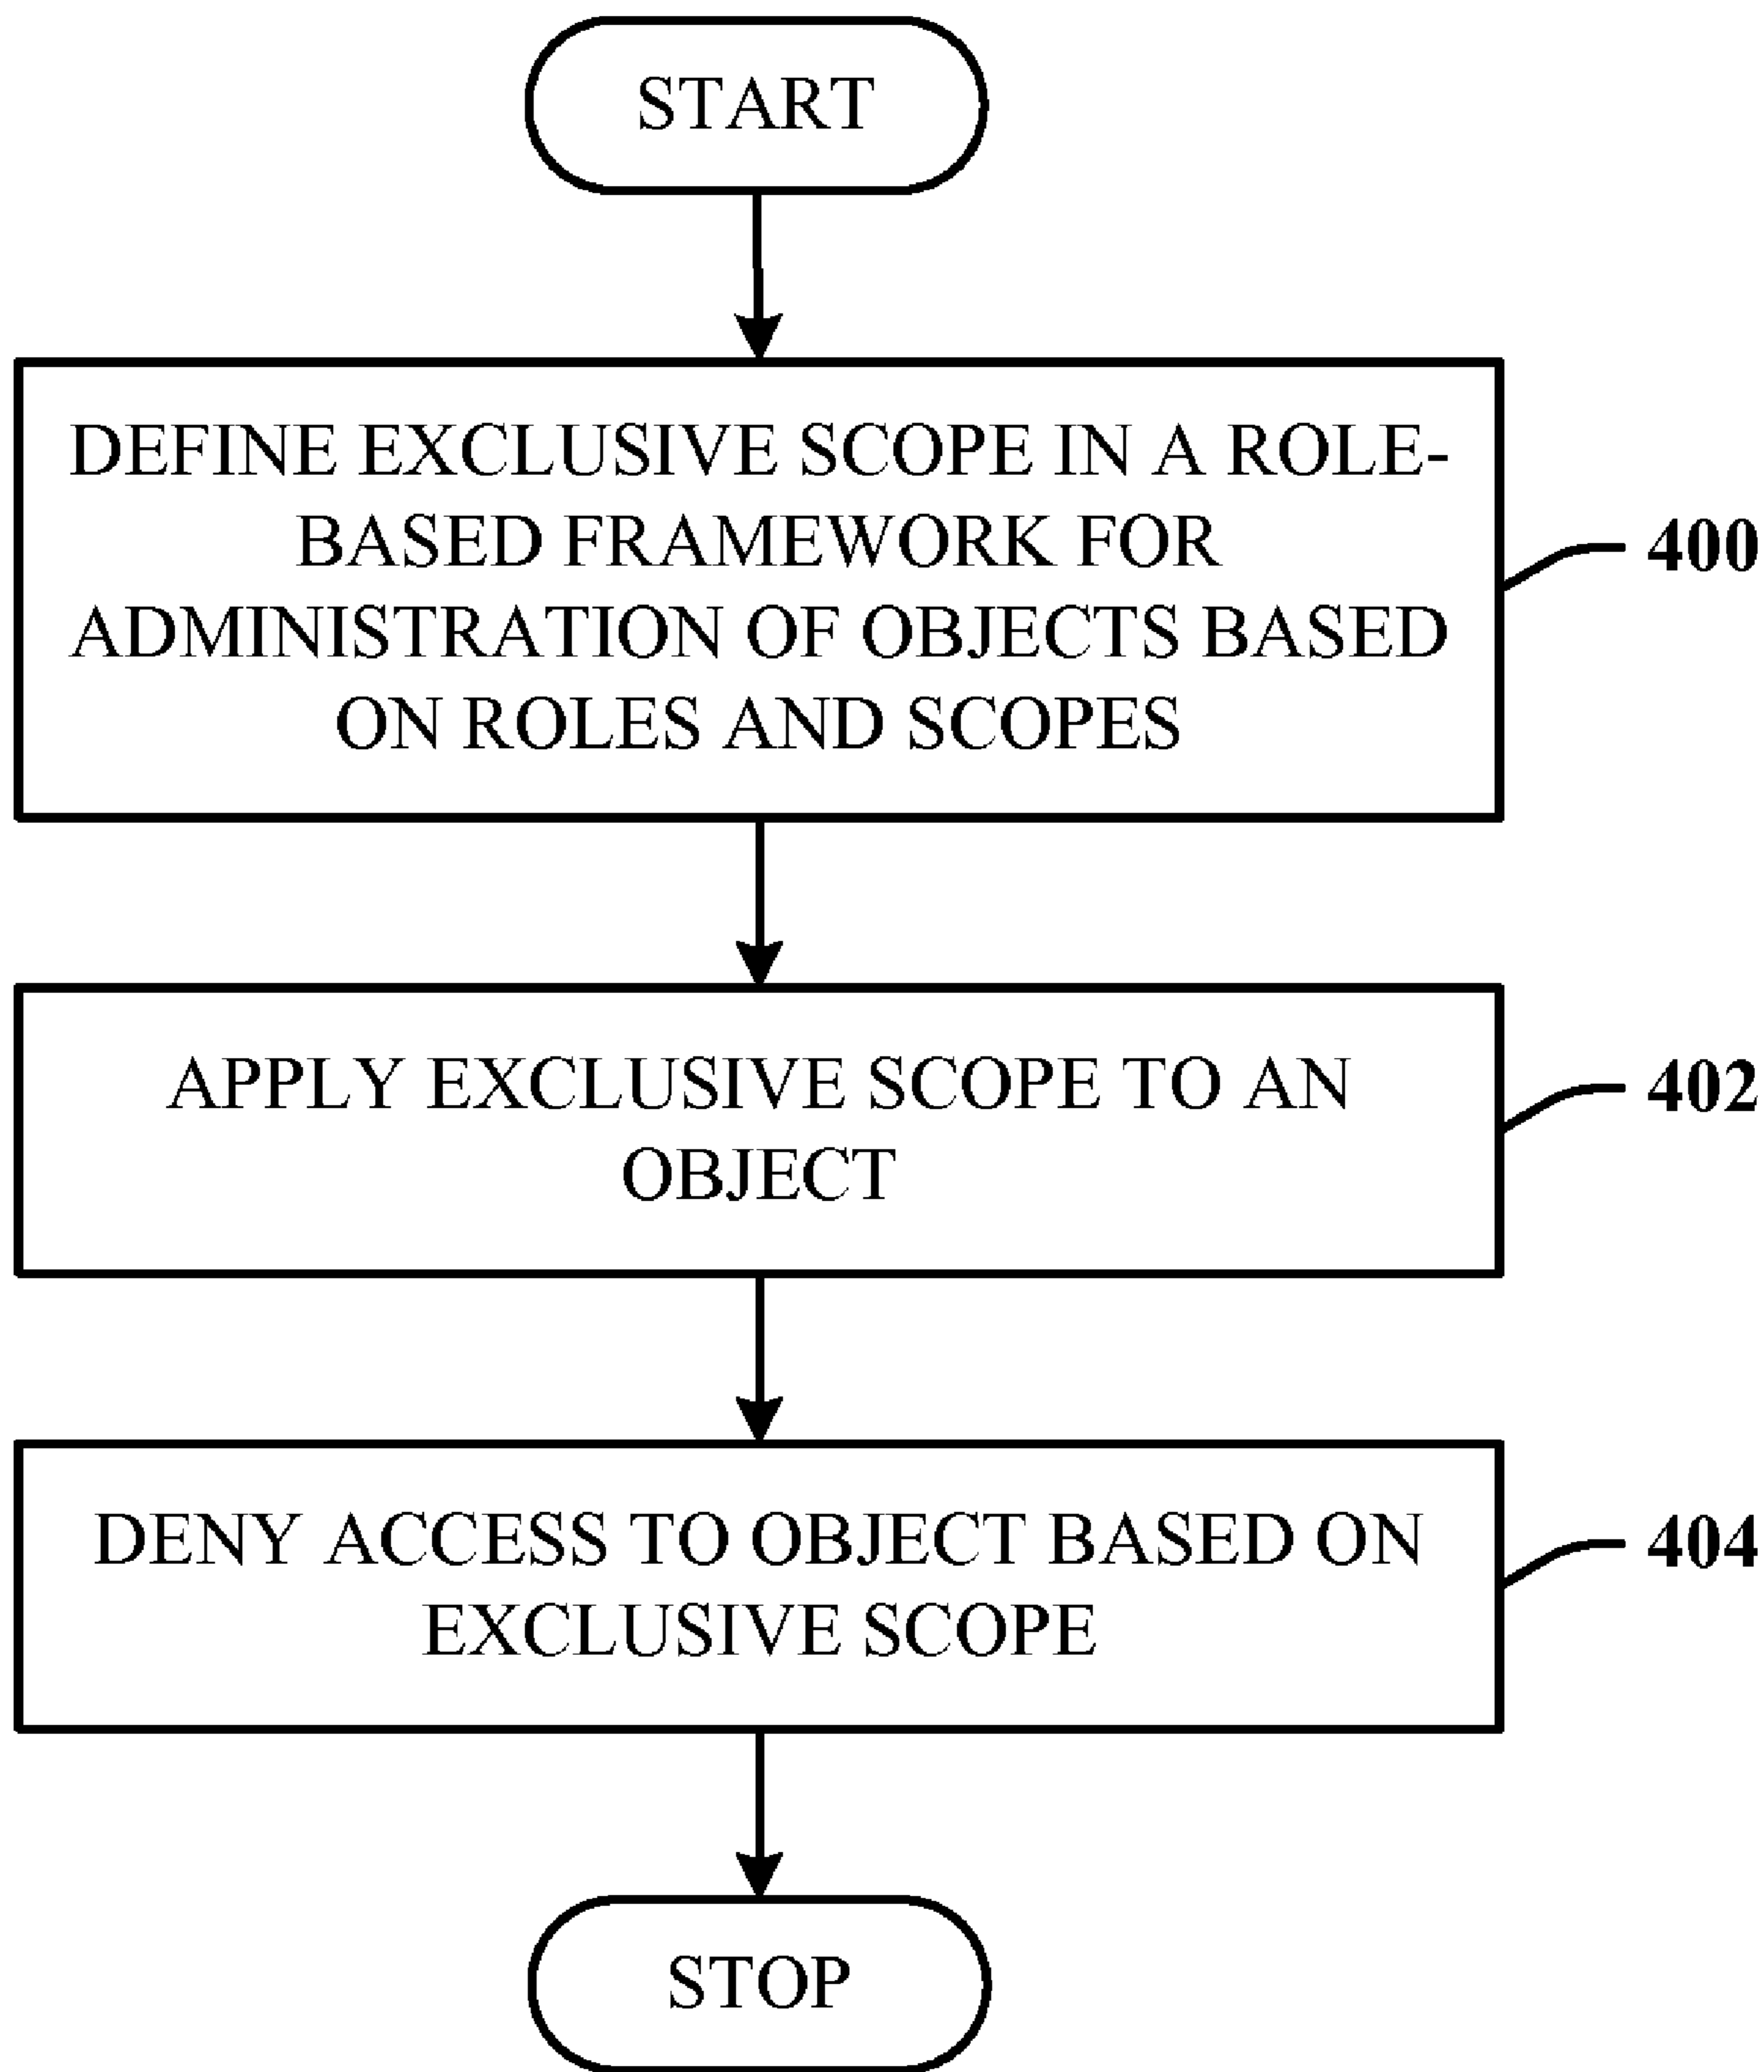 START
DEFINE EXCLUSIVE SCOPE IN A ROLE-
BASED FRAMEWORK FOR
ADMINISTRATION OF OBJECTS BASED
ON ROLES AND SCOPES
400
APPLY EXCLUSIVE SCOPE TO AN
OBJECT
402
DENY ACCESS TO OBJECT BASED ON
EXCLUSIVE SCOPE
404
STOP